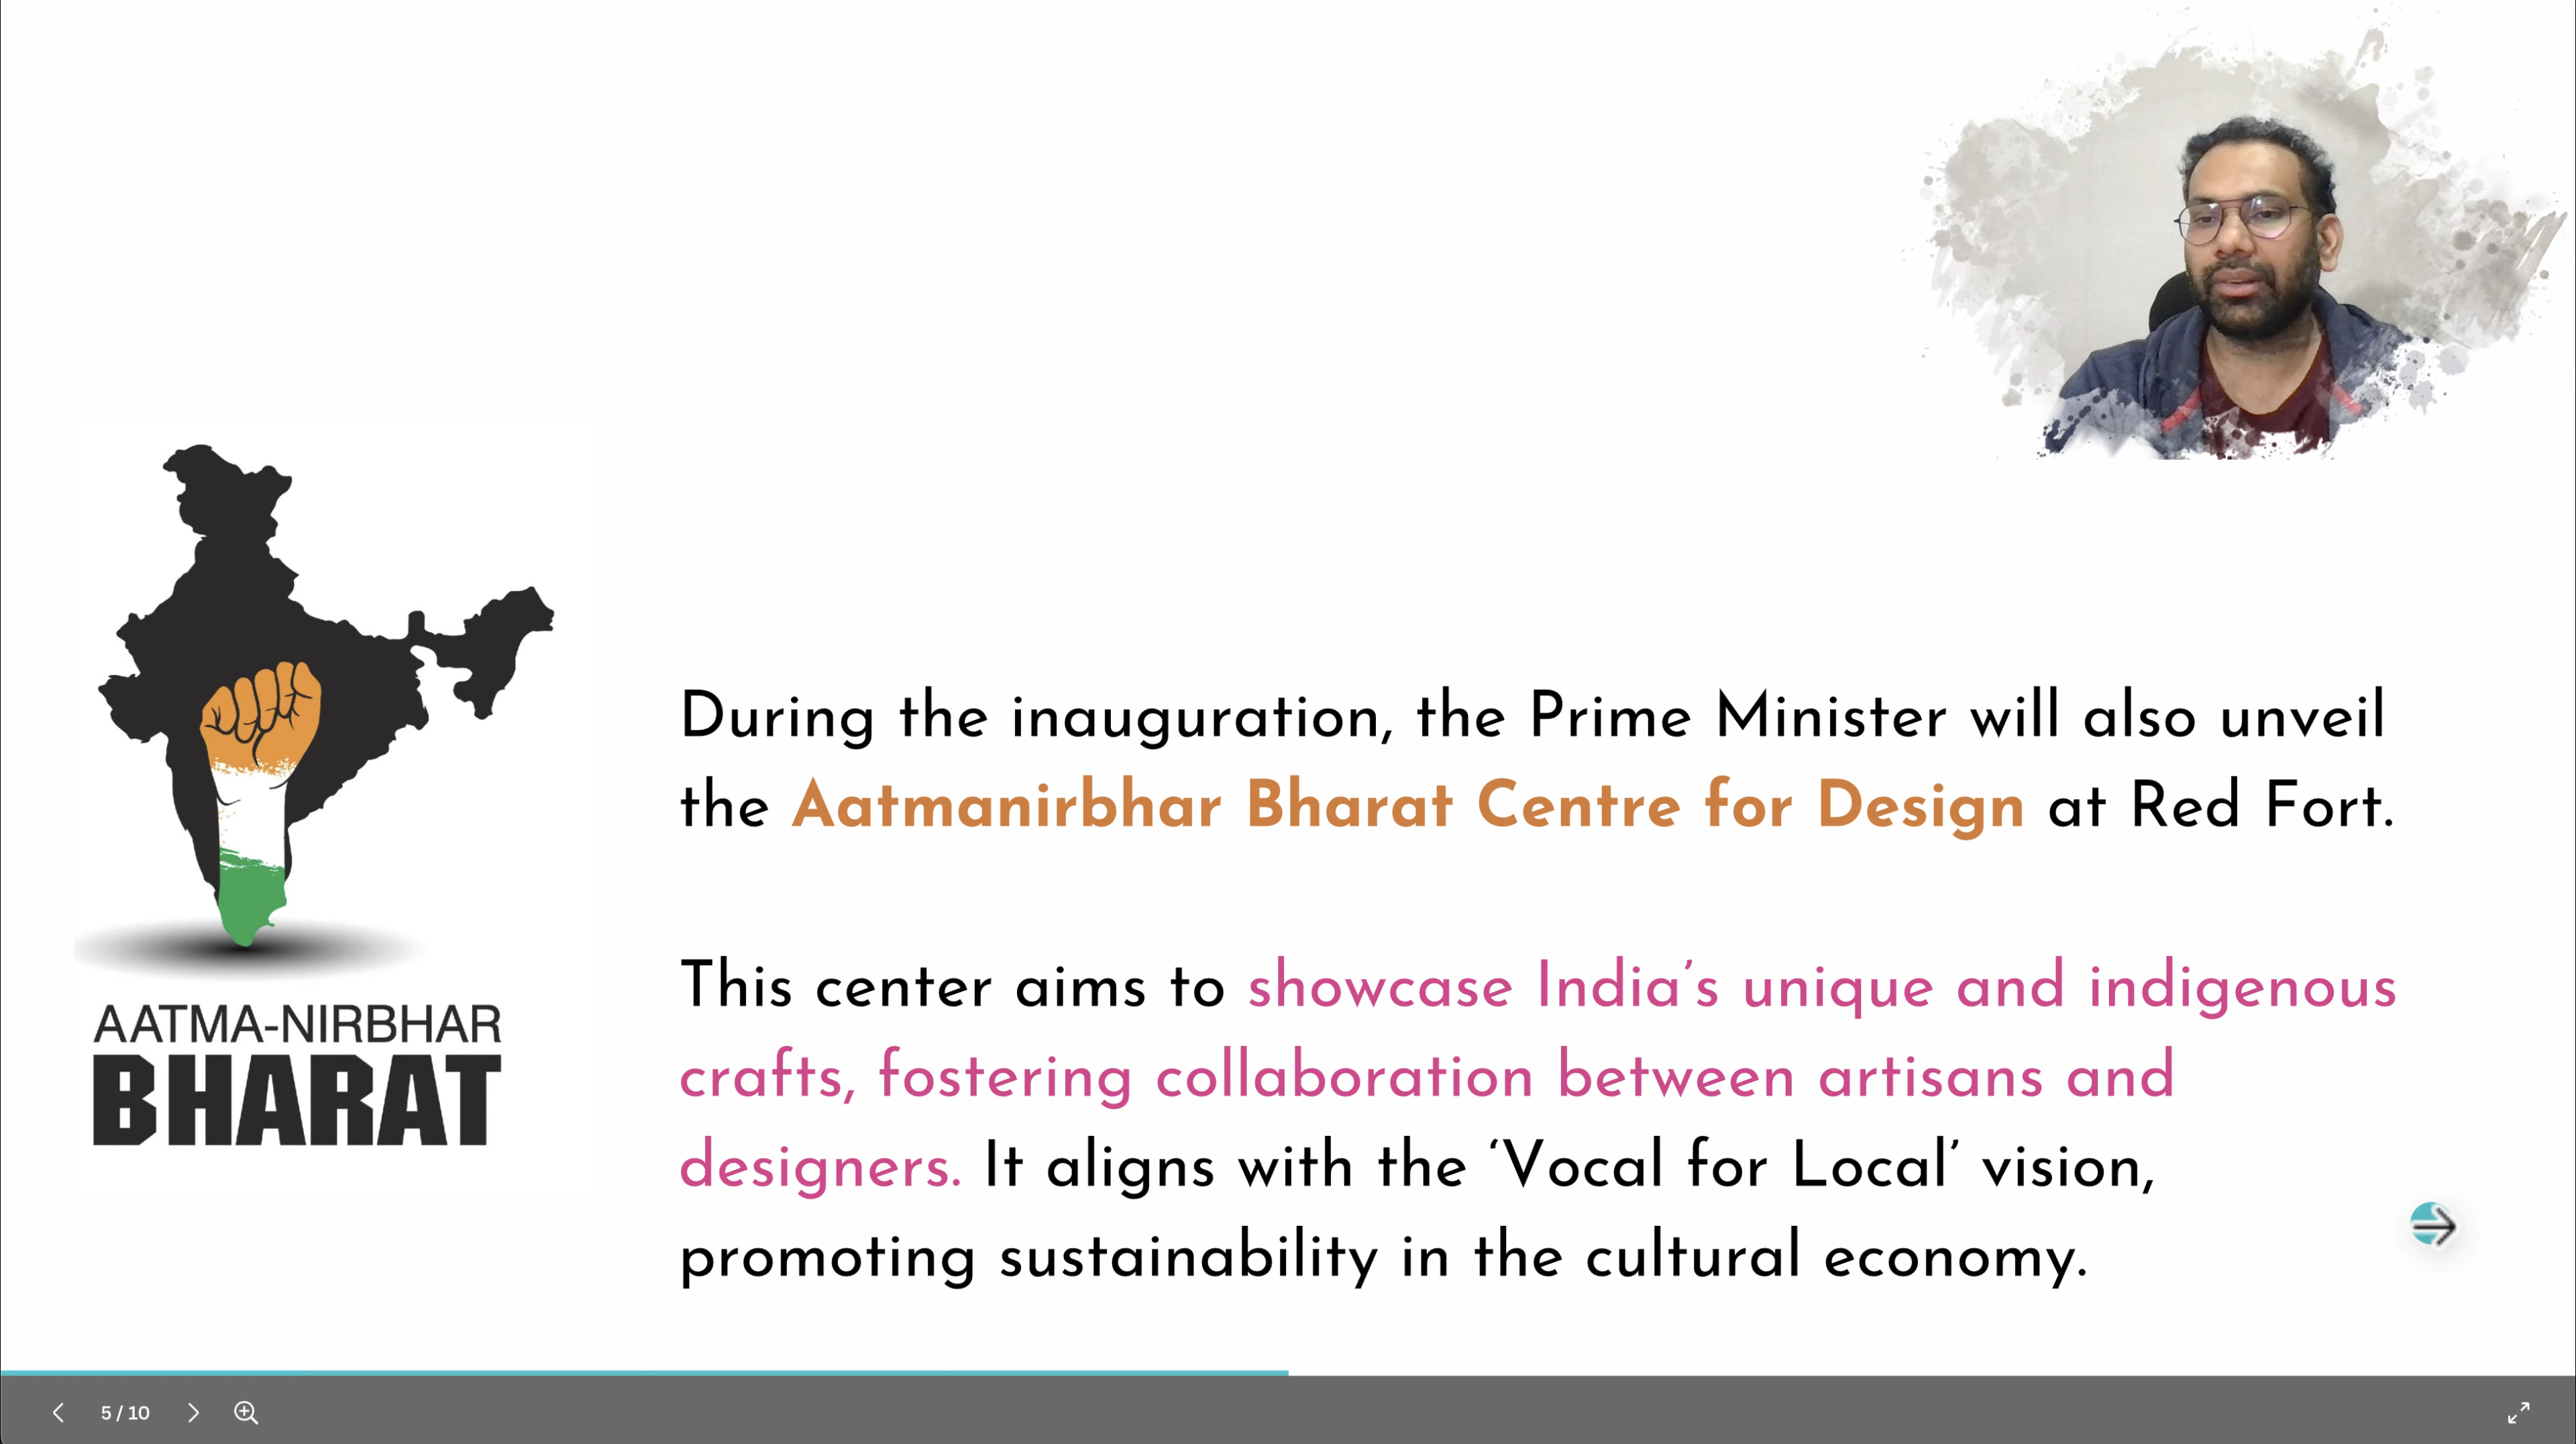 During the inauguration, the Prime Minister will also unveil
the Aatmanirbhar Bharat Centre for Design at Red Fort.
This center aims to showcase India’s unique and indigenous
crafts, fostering collaboration between artisans and
designers. It aligns with the ‘Vocal for Local’ vision,
promoting sustainability in the cultural economy.
AATMA-NIRBHAR
BHARAT
5 / 10